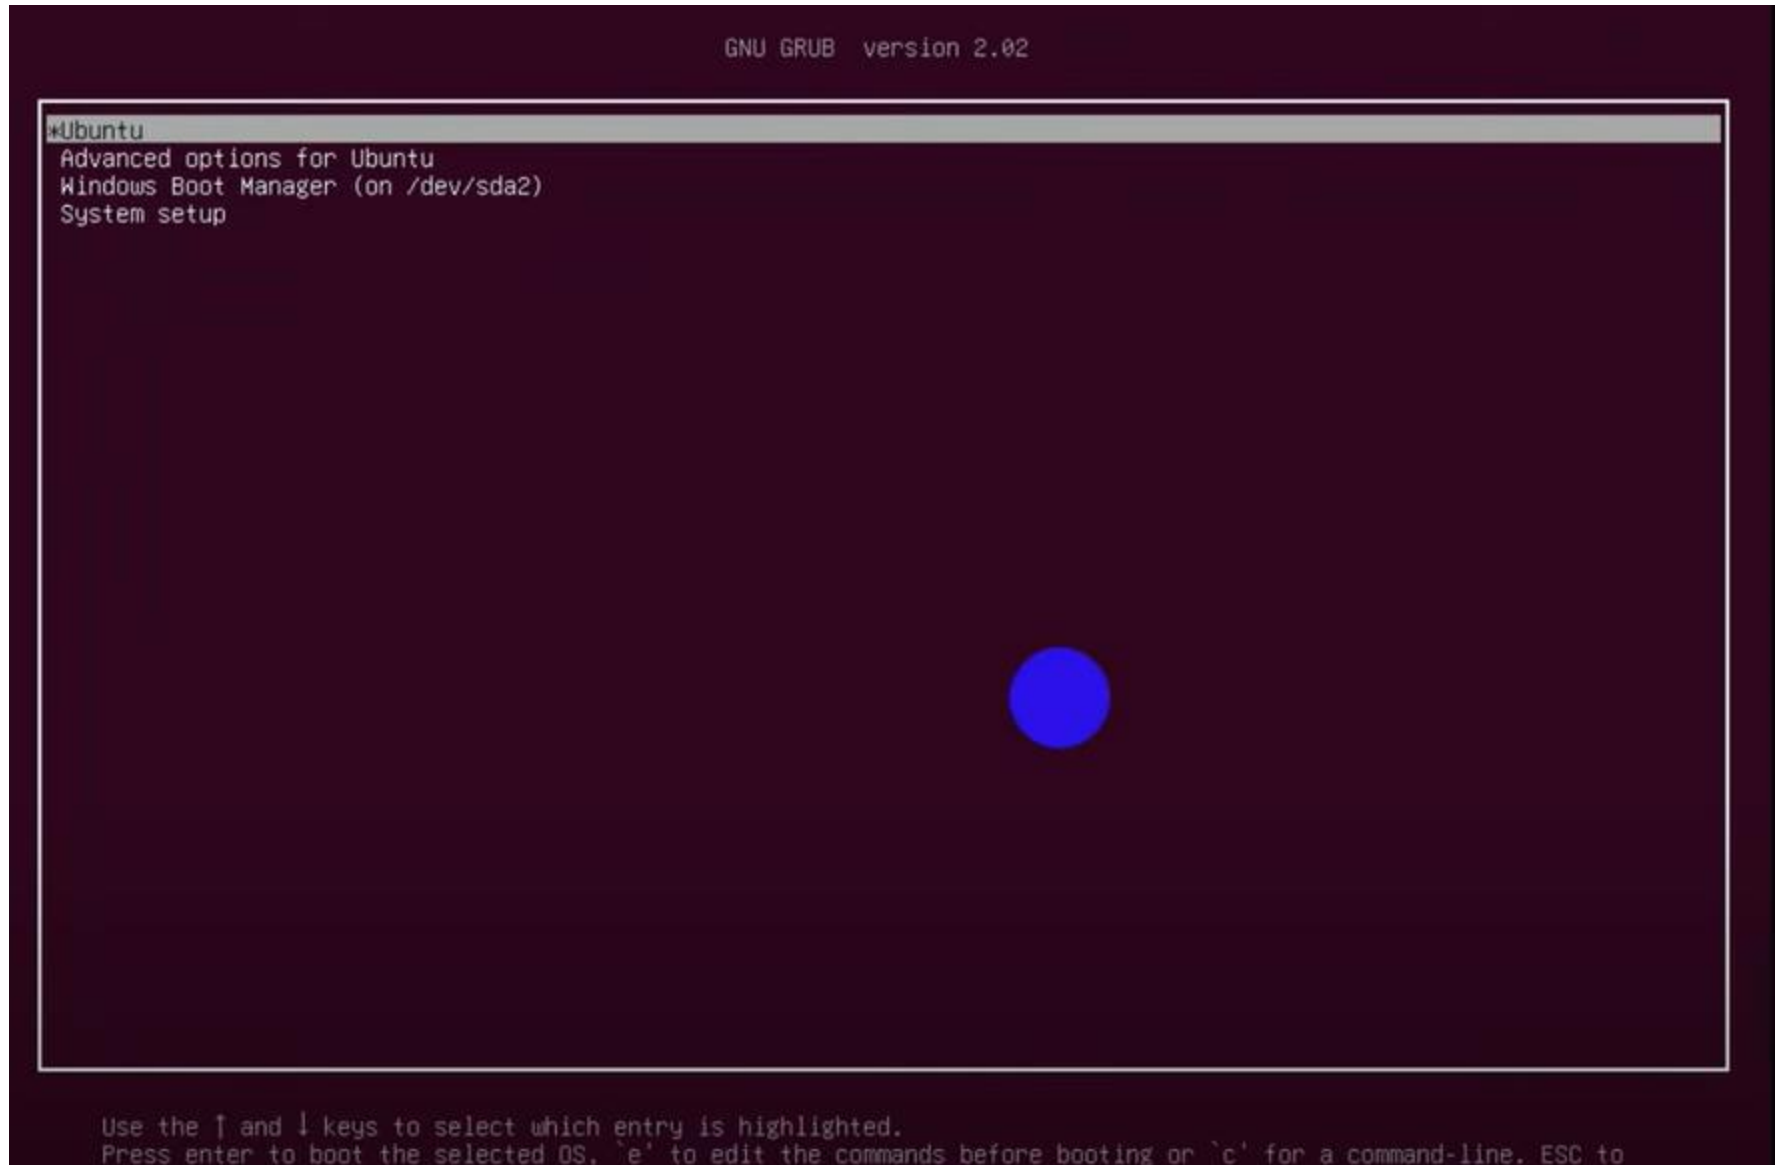 GNU GRUB version 2.02
*Ubuntu
Advanced options for Ubuntu
Windows Boot Manager (on /dev/sda2)
System setup
Use the ↑ and ↓ keys to select which entry is highlighted.
Press enter to boot the selected OS, `e' to edit the commands before booting or `c' for a command-line. ESC to